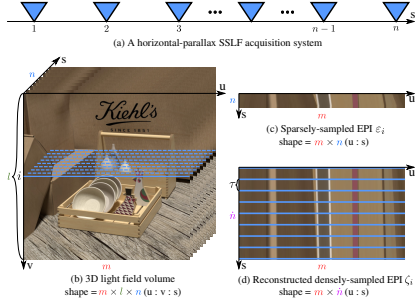 s
1 2 3 n − 1 n
(a) A horizontal-parallax SSLF acquisition system
s
n
u
Kiehl's
SINCE 1851
l
i
m
v
(b) 3D light field volume
shape = m × l × n (u : v : s)
u
n
s
m
(c) Sparsely-sampled EPI εᵢ
shape = m × n (u : s)
u
τ
ń
s
m
(d) Reconstructed densely-sampled EPI ζᵢ
shape = m × ń (u : s)